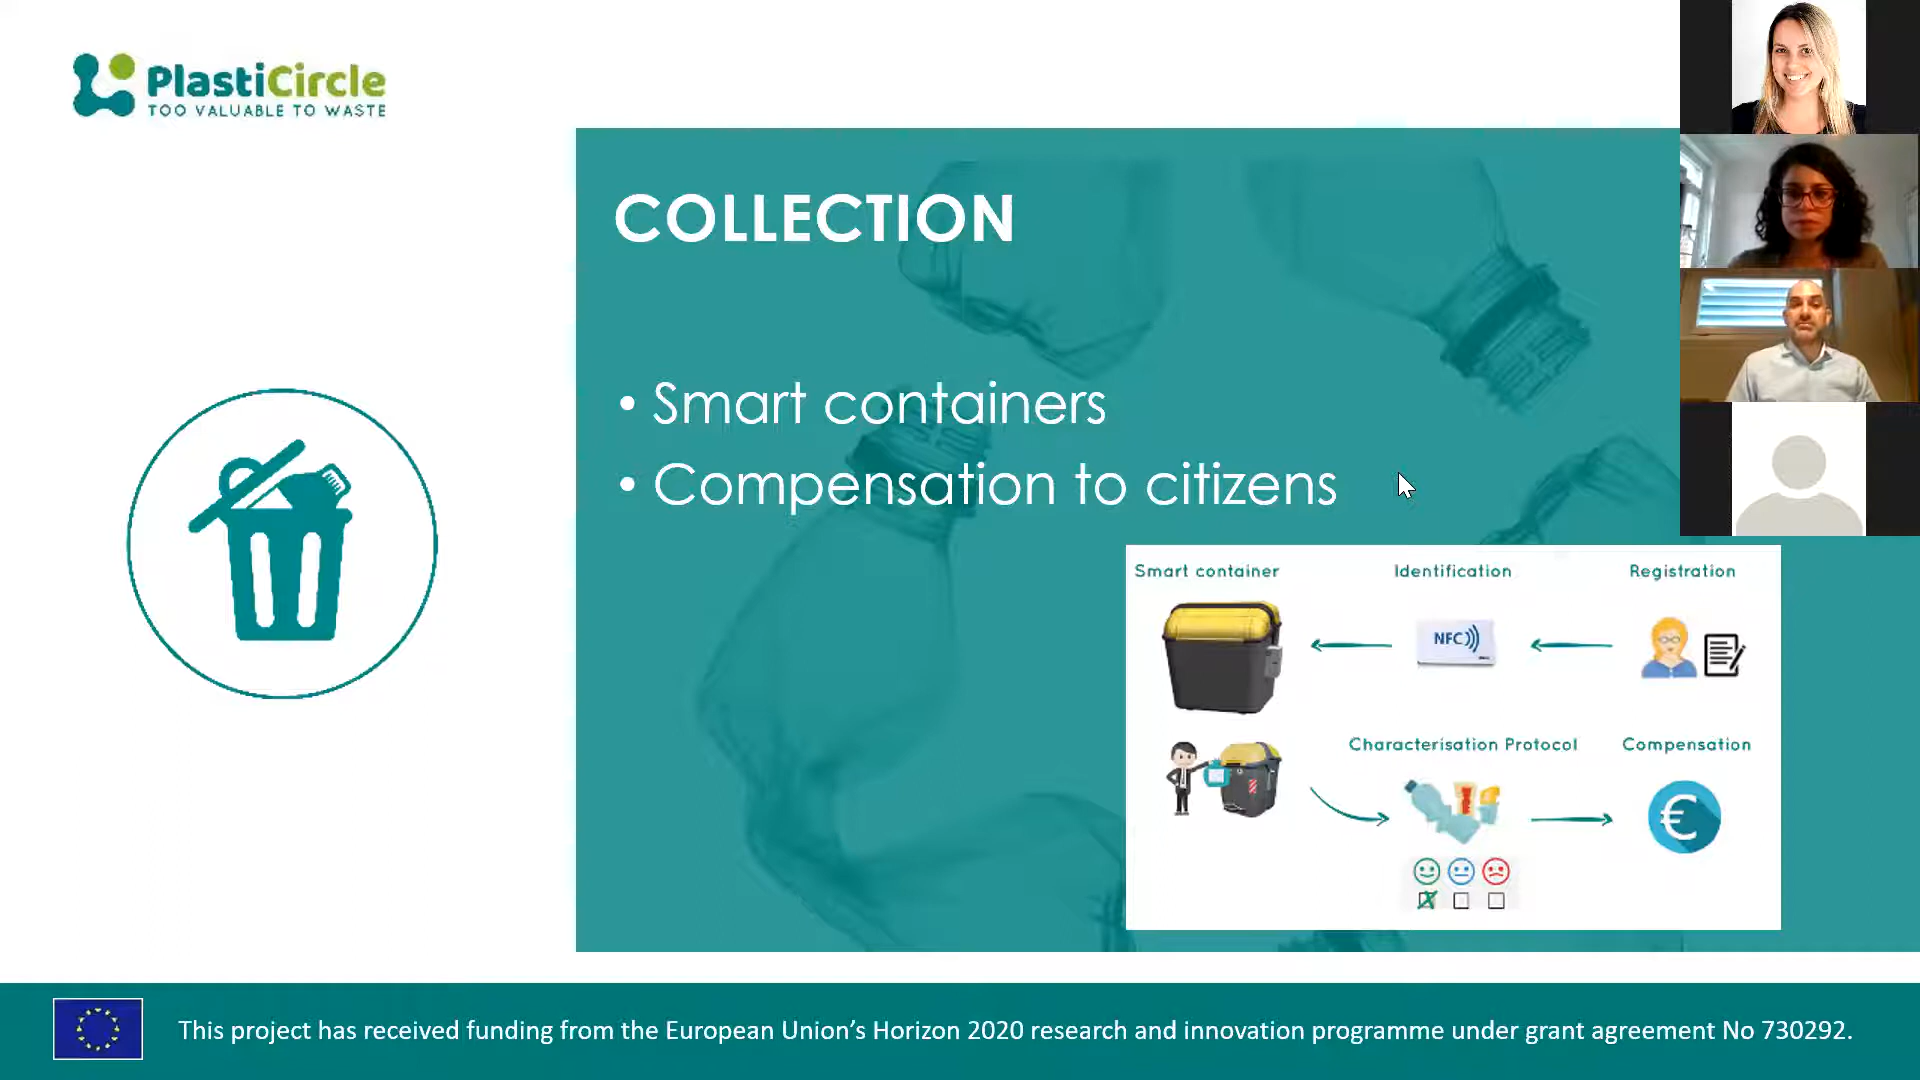 PlastiCircle
TOO VALUABLE TO WASTE
COLLECTION
• Smart containers
• Compensation to citizens
Smart container
Identification
Registration
NFC
Characterisation Protocol
Compensation
€
This project has received funding from the European Union’s Horizon 2020 research and innovation programme under grant agreement No 730292.